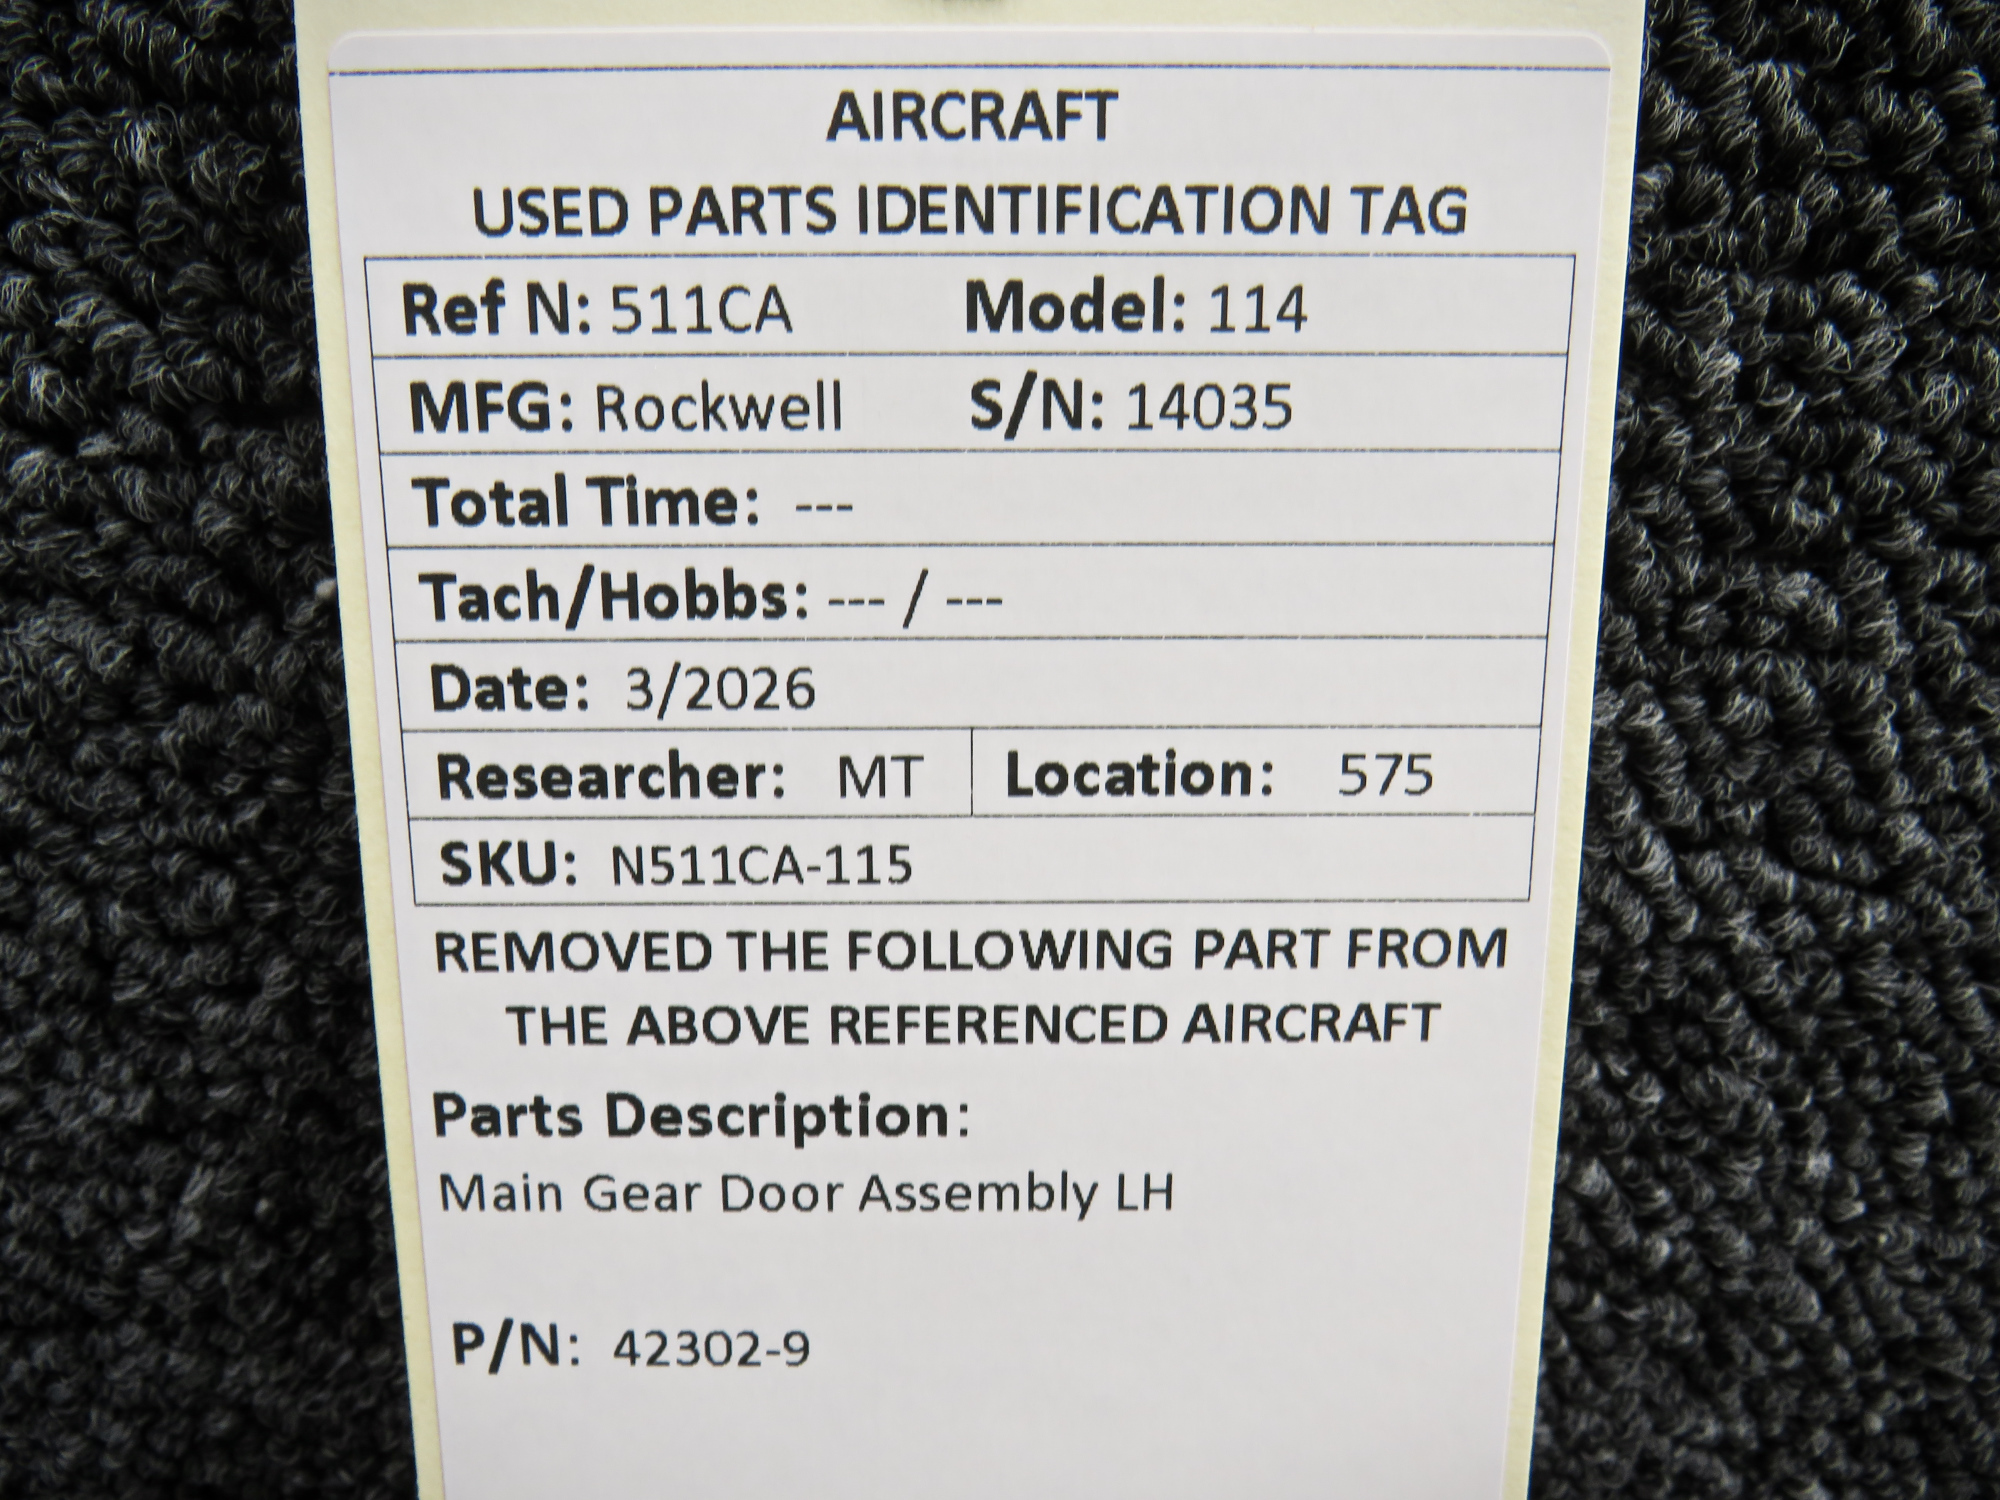 AIRCRAFT
USED PARTS IDENTIFICATION TAG
Ref N: 511CA Model: 114
MFG: Rockwell S/N: 14035
Total Time: ---
Tach/Hobbs: --- / ---
Date: 3/2026
Researcher: MT Location: 575
SKU: N511CA-115
REMOVED THE FOLLOWING PART FROM
THE ABOVE REFERENCED AIRCRAFT
Parts Description:
Main Gear Door Assembly LH
P/N: 42302-9